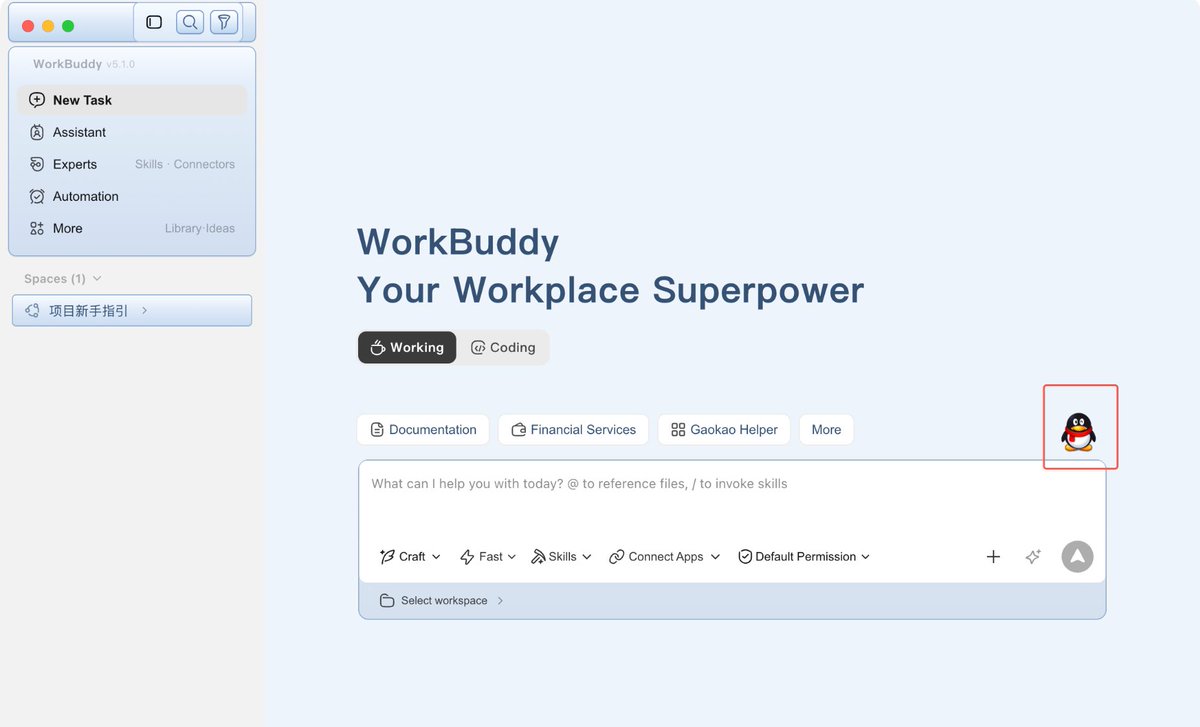 WorkBuddy v5.1.0
New Task
Assistant
Experts Skills · Connectors
Automation
More Library·Ideas
Spaces (1)
项目新手指引
WorkBuddy
Your Workplace Superpower
Working Coding
Documentation Financial Services Gaokao Helper More
What can I help you with today? @ to reference files, / to invoke skills
Craft Fast Skills Connect Apps Default Permission
Select workspace